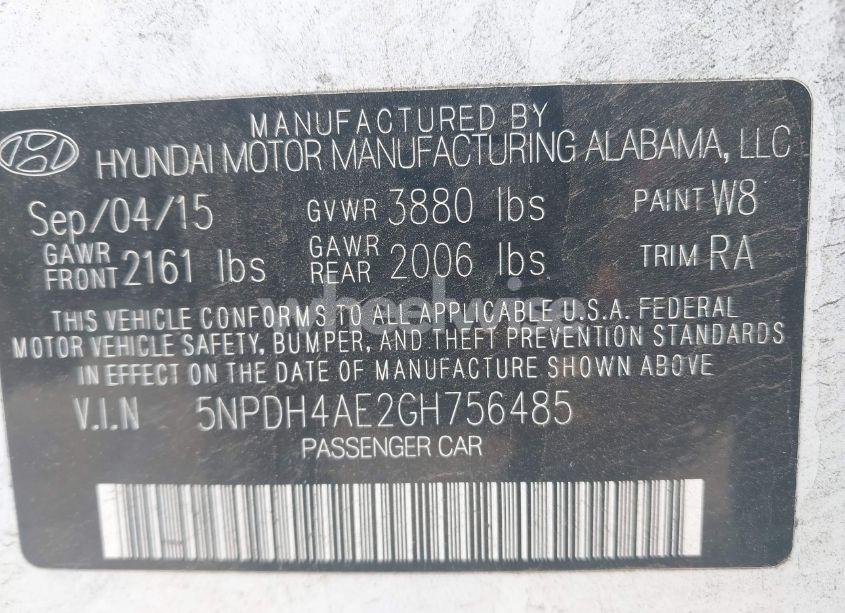 MANUFACTURED BY
HYUNDAI MOTOR MANUFACTURING ALABAMA, LLC
Sep/04/15 GVWR 3880 lbs PAINT W8
GAWR FRONT 2161 lbs GAWR REAR 2006 lbs TRIM RA
wheelwise
THIS VEHICLE CONFORMS TO ALL APPLICABLE U.S.A. FEDERAL
MOTOR VEHICLE SAFETY, BUMPER, AND THEFT PREVENTION STANDARDS
IN EFFECT ON THE DATE OF MANUFACTURE SHOWN ABOVE
V.I.N 5NPDH4AE2GH756485
PASSENGER CAR